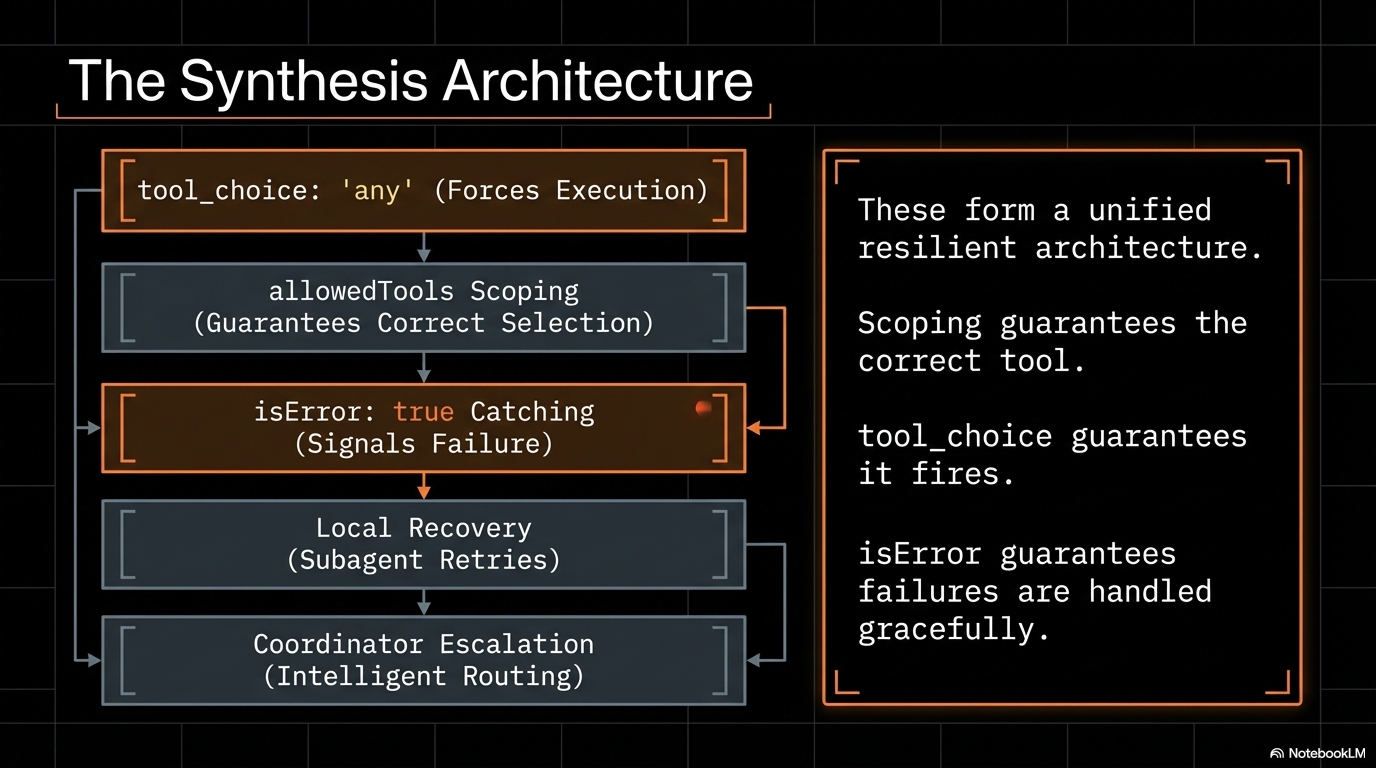 The Synthesis Architecture
tool_choice: 'any' (Forces Execution)
allowedTools Scoping
(Guarantees Correct Selection)
isError: true Catching
(Signals Failure)
Local Recovery
(Subagent Retries)
Coordinator Escalation
(Intelligent Routing)
These form a unified
resilient architecture.
Scoping guarantees the
correct tool.
tool_choice guarantees
it fires.
isError guarantees
failures are handled
gracefully.
NotebookLM